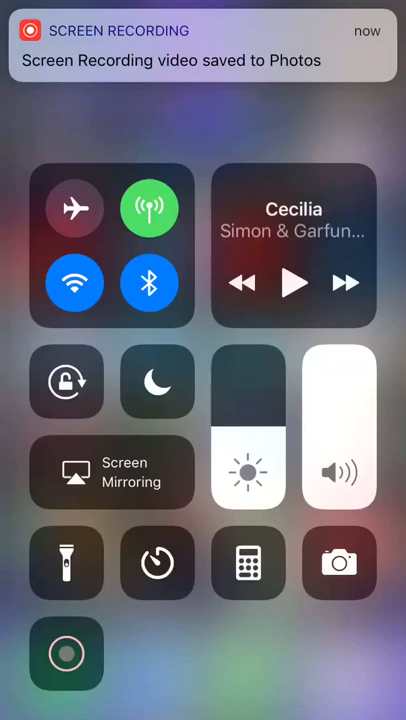 SCREEN RECORDING
now
Screen Recording video saved to Photos
Cecilia
Simon & Garfun...
Screen
Mirroring